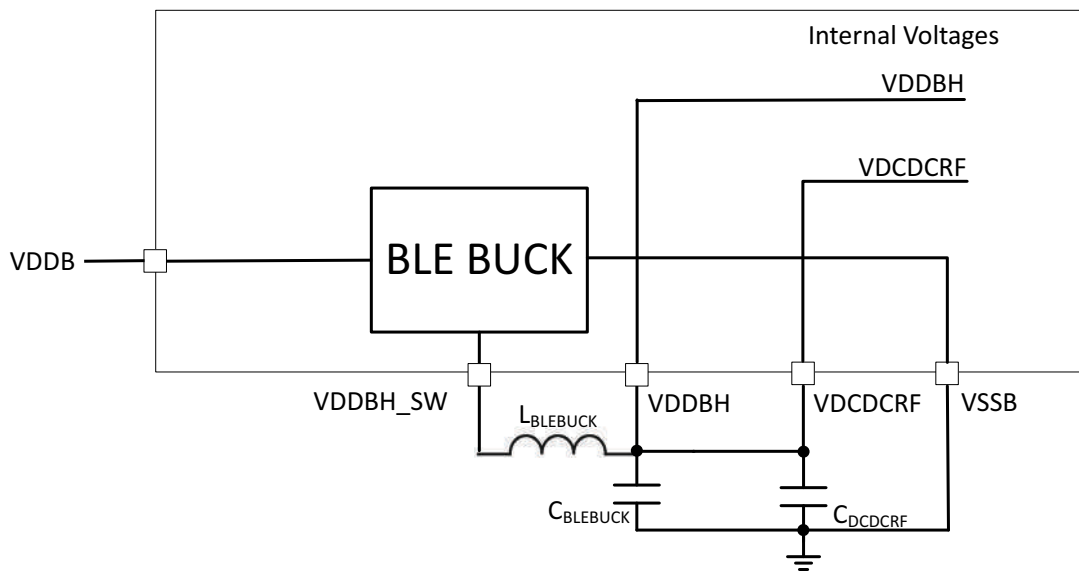 Internal Voltages
VDDBH
VDCDCRF
VDDB
BLE BUCK
VDDBH_SW
VDDBH
VDCDCRF
VSSB
LBLEBUCK
CBLEBUCK
CDCDCRF